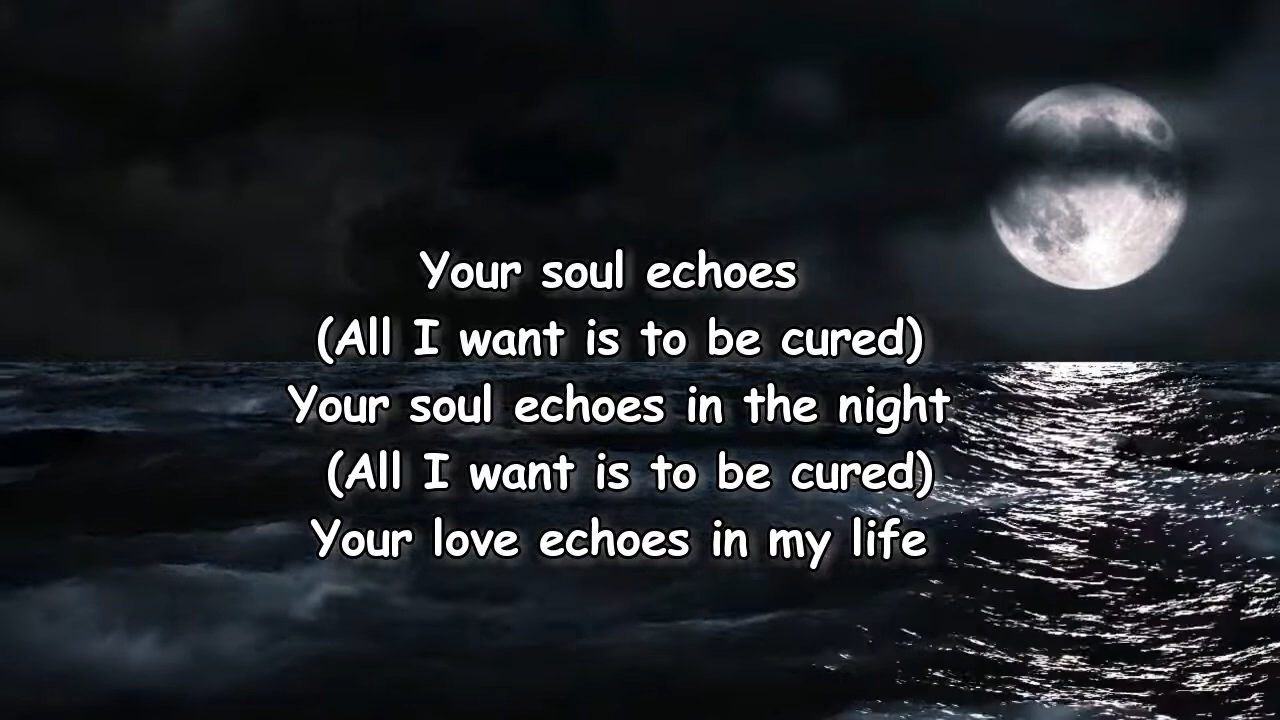 Your soul echoes
(All I want is to be cured)
Your soul echoes in the night
(All I want is to be cured)
Your love echoes in my life